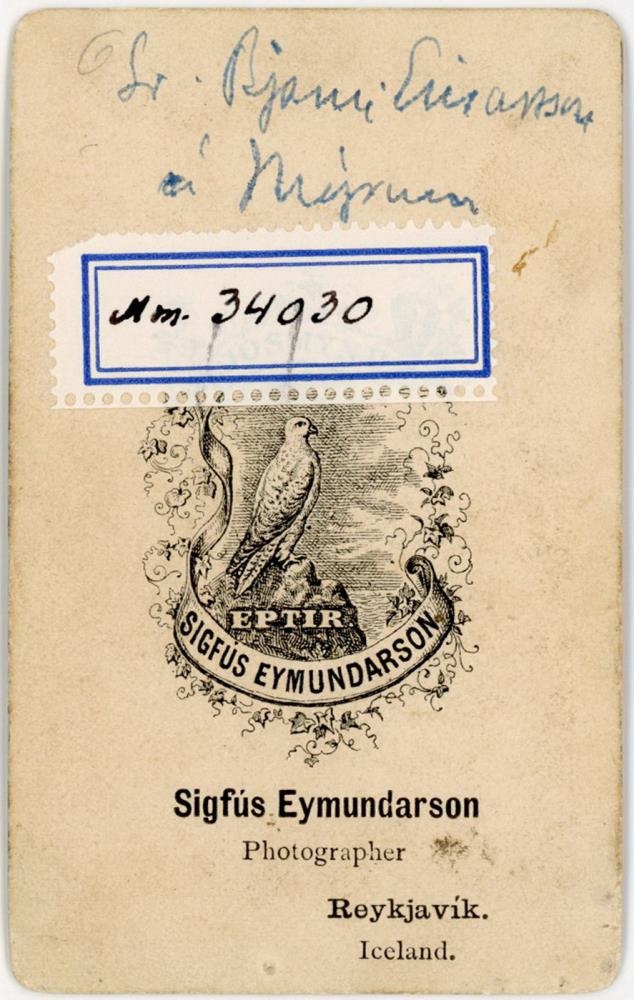 Sr. Bjarni Einarsson
á Mýrum
Mm. 34030
EPTIR
SIGFÚS EYMUNDARSON
Sigfús Eymundarson
Photographer
Reykjavík.
Iceland.